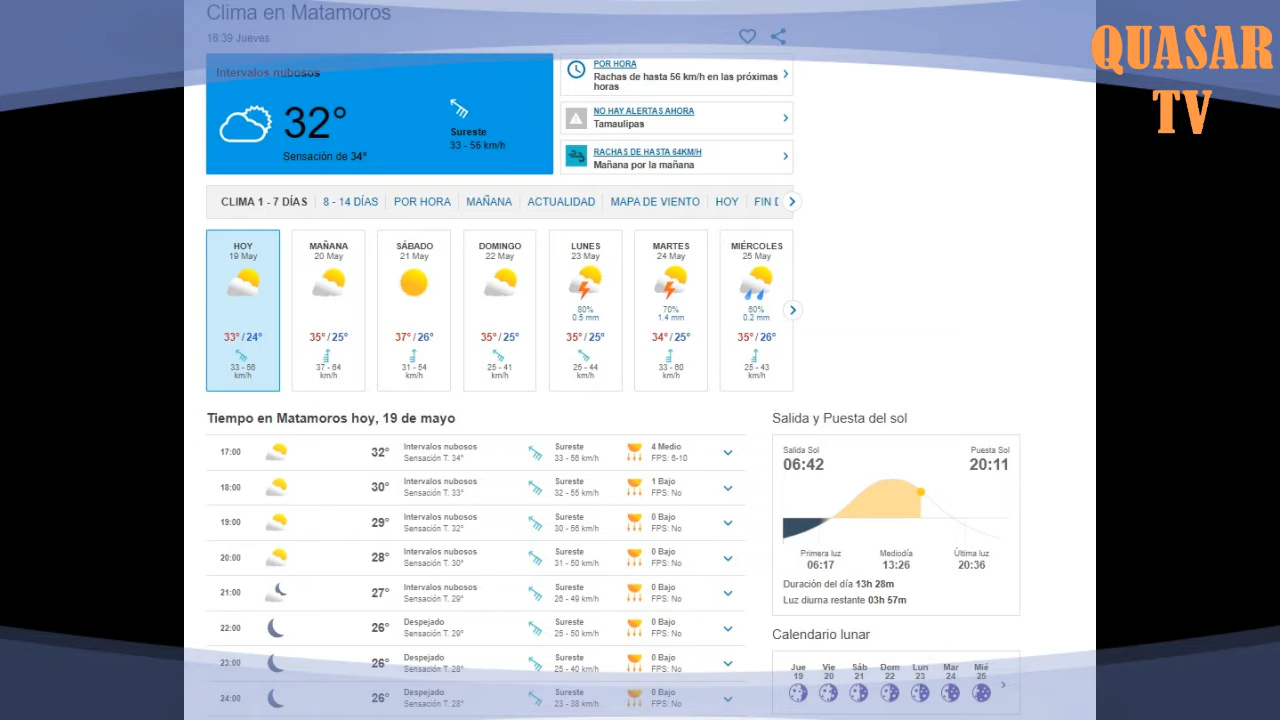 Clima en Matamoros
16:39 Jueves
QUASAR
TV
Intervalos nubosos
32°
Sensación de 34°
Sureste
33 - 56 km/h
POR HORA
Rachas de hasta 56 km/h en las próximas
horas
NO HAY ALERTAS AHORA
Tamaulipas
RACHAS DE HASTA 64KM/H
Mañana por la mañana
CLIMA 1 - 7 DÍAS 8 - 14 DÍAS POR HORA MAÑANA ACTUALIDAD MAPA DE VIENTO HOY FIN D
HOY
19 May
33° / 24°
33 - 56
km/h
MAÑANA
20 May
35° / 25°
37 - 64
km/h
SÁBADO
21 May
37° / 26°
31 - 54
km/h
DOMINGO
22 May
35° / 25°
25 - 41
km/h
LUNES
23 May
80%
0.5 mm
35° / 25°
26 - 44
km/h
MARTES
24 May
70%
1.4 mm
34° / 25°
33 - 60
km/h
MIÉRCOLES
25 May
60%
0.2 mm
35° / 26°
25 - 43
km/h
Tiempo en Matamoros hoy, 19 de mayo
17:00 32° Intervalos nubosos Sureste 4 Medio
Sensación T. 34° 33 - 56 km/h FPS: 6-10
18:00 30° Intervalos nubosos Sureste 1 Bajo
Sensación T. 33° 32 - 55 km/h FPS: No
19:00 29° Intervalos nubosos Sureste 0 Bajo
Sensación T. 32° 30 - 56 km/h FPS: No
20:00 28° Intervalos nubosos Sureste 0 Bajo
Sensación T. 30° 31 - 50 km/h FPS: No
21:00 27° Intervalos nubosos Sureste 0 Bajo
Sensación T. 29° 26 - 49 km/h FPS: No
22:00 26° Despejado Sureste 0 Bajo
Sensación T. 29° 25 - 50 km/h FPS: No
23:00 26° Despejado Sureste 0 Bajo
Sensación T. 28° 25 - 40 km/h FPS: No
24:00 26° Despejado Sureste 0 Bajo
Sensación T. 28° 23 - 38 km/h FPS: No
Salida y Puesta del sol
Salida Sol Puesta Sol
06:42 20:11
Primera luz Mediodía Última luz
06:17 13:26 20:36
Duración del día 13h 28m
Luz diurna restante 03h 57m
Calendario lunar
Jue Vie Sáb Dom Lun Mar Mié
19 20 21 22 23 24 25